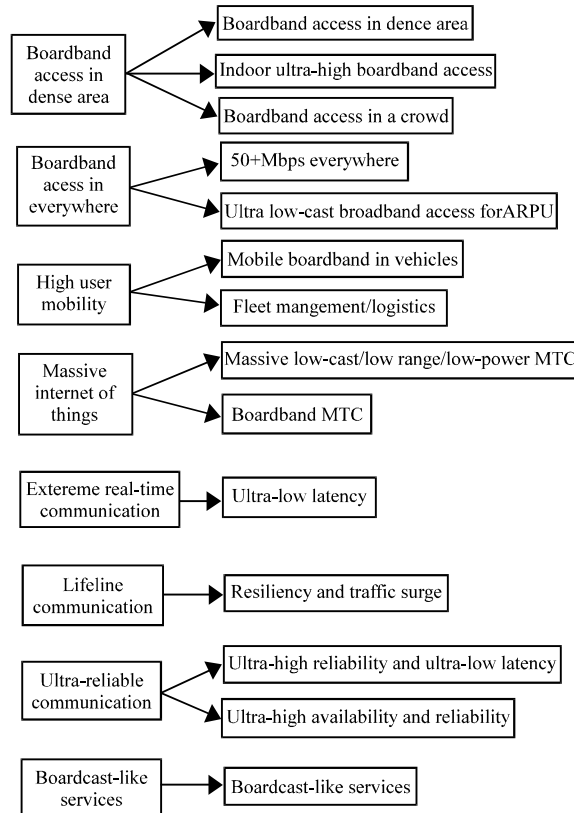 Boardband
access in
dense area
Boardband access in dence area
Indoor ultra-high boardband access
Boardband access in a crowd
Boardband
acess in
everywhere
50+Mbps everywhere
Ultra low-cast broadband access forARPU
High user
mobility
Mobile boardband in vehicles
Fleet mangement/logistics
Massive
internet of
things
Massive low-cast/low range/low-power MTC
Boardband MTC
Extereme real-time
communication
Ultra-low latency
Lifeline
communication
Resiliency and traffic surge
Ultra-reliable
communication
Ultra-high reliability and ultra-low latency
Ultra-high availability and reliability
Boardcast-like
services
Boardcast-like services